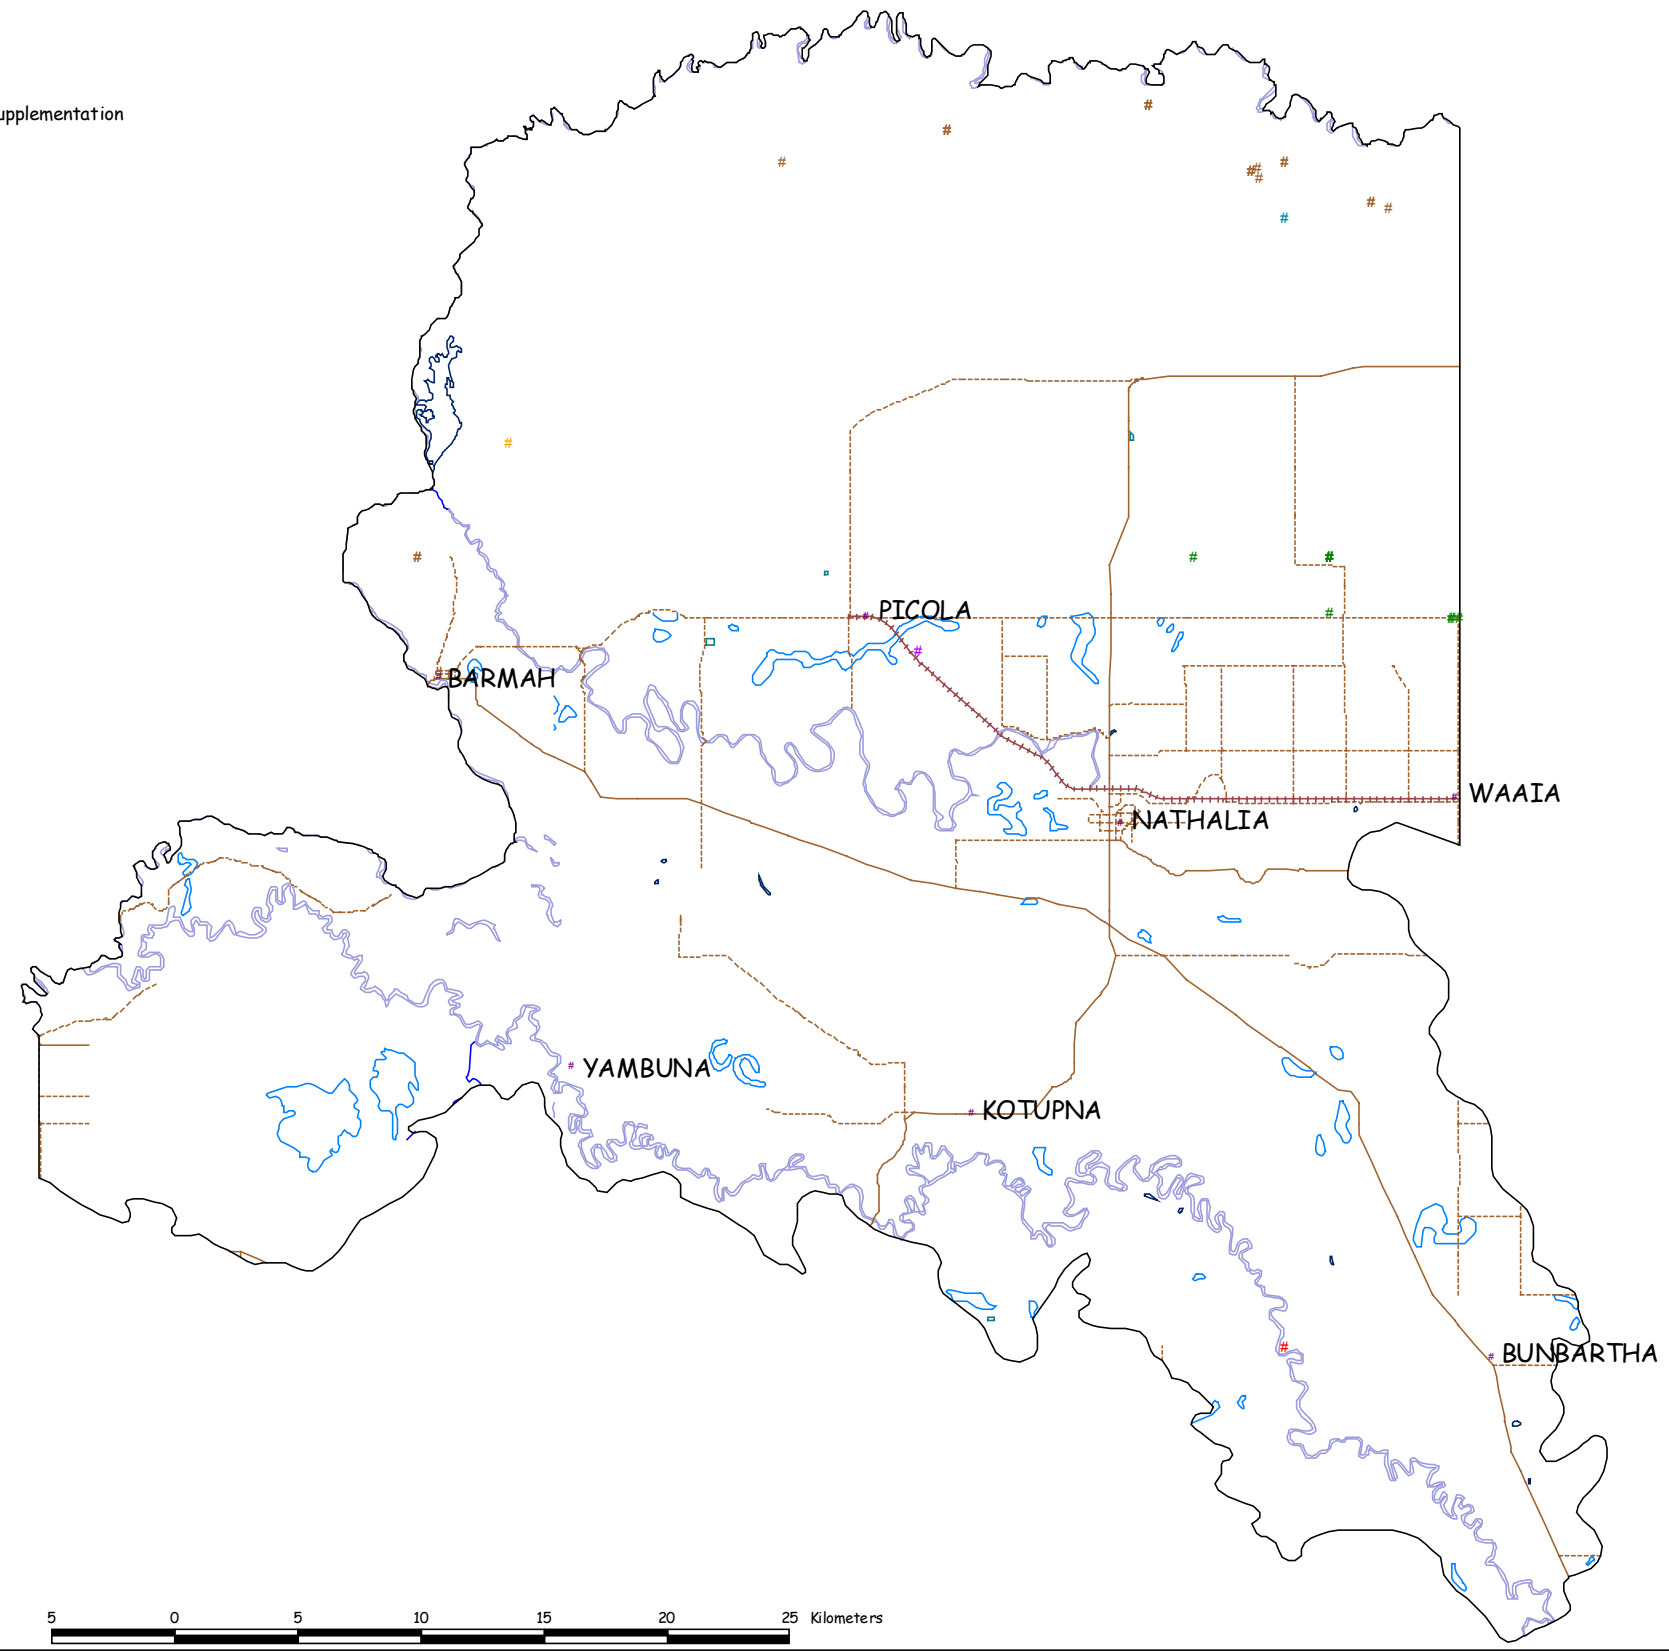 upplementation
PICOLA
BARMAH
WAAIA
NATHALIA
YAMBUNA
KOTUPNA
BUNBARTHA
5 0 5 10 15 20 25 Kilometers